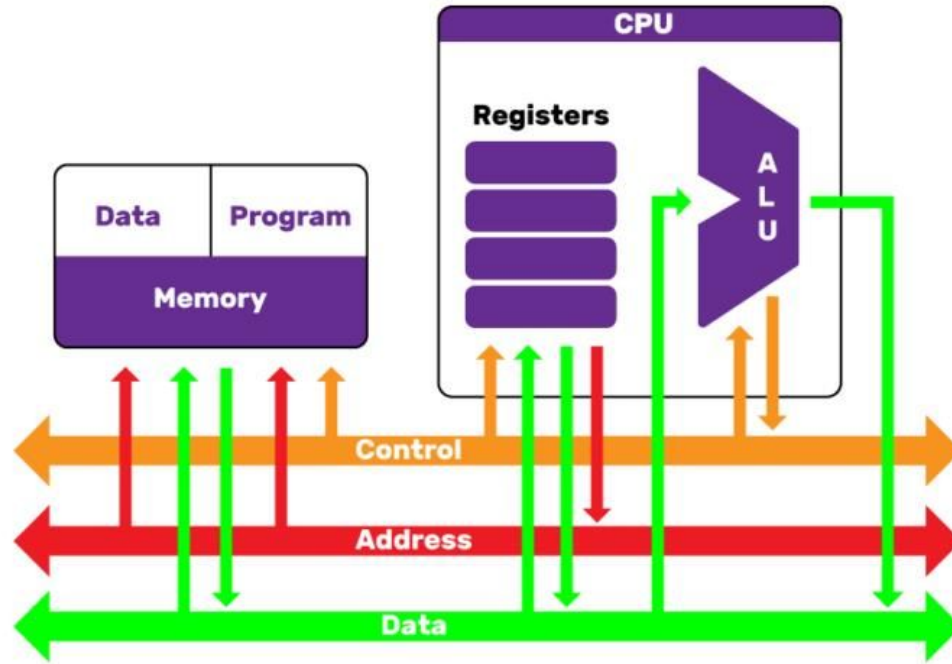 CPU
Registers
A
L
U
Data
Program
Memory
Control
Address
Data